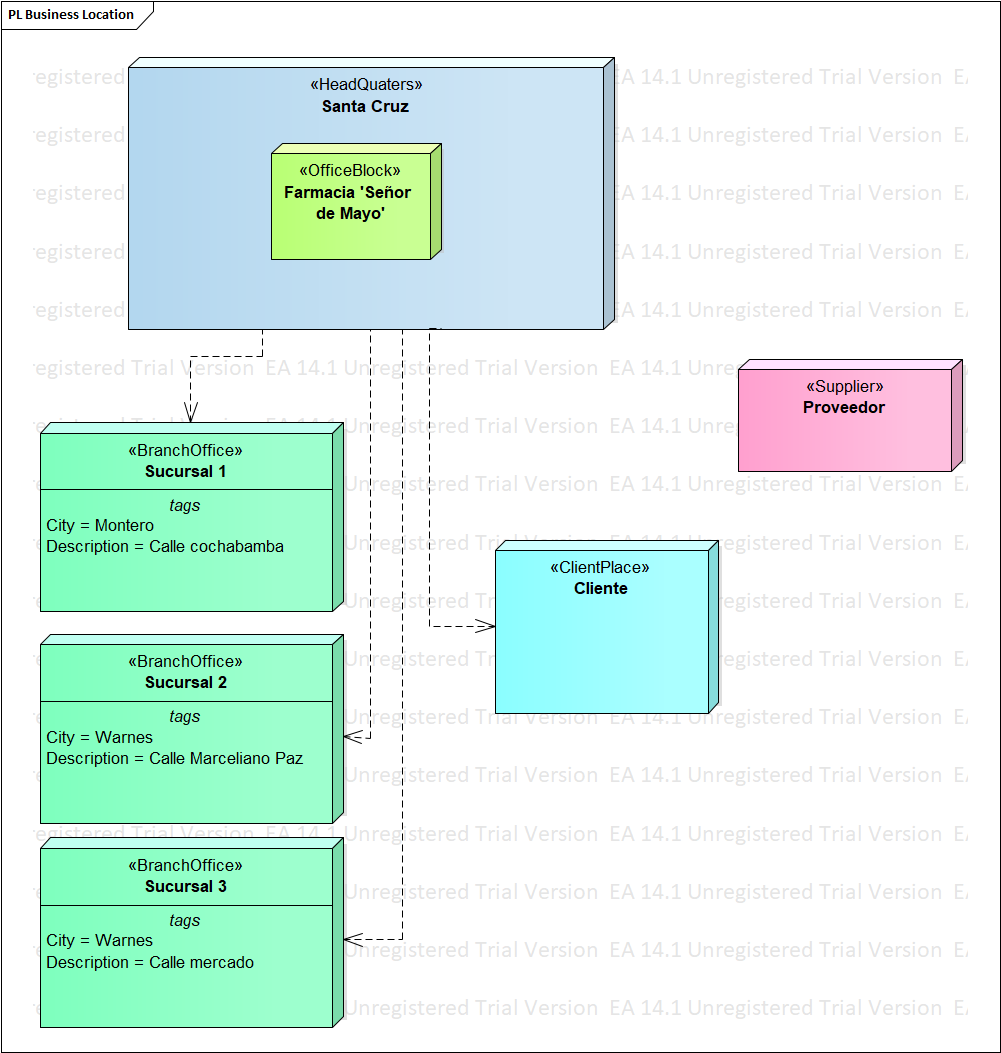 PL Business Location
«HeadQuaters»
Santa Cruz
«OfficeBlock»
Farmacia 'Señor
de Mayo'
«Supplier»
Proveedor
«BranchOffice»
Sucursal 1
tags
City = Montero
Description = Calle cochabamba
«ClientPlace»
Cliente
«BranchOffice»
Sucursal 2
tags
City = Warnes
Description = Calle Marceliano Paz
«BranchOffice»
Sucursal 3
tags
City = Warnes
Description = Calle mercado
EA 14.1 Unregistered Trial Version